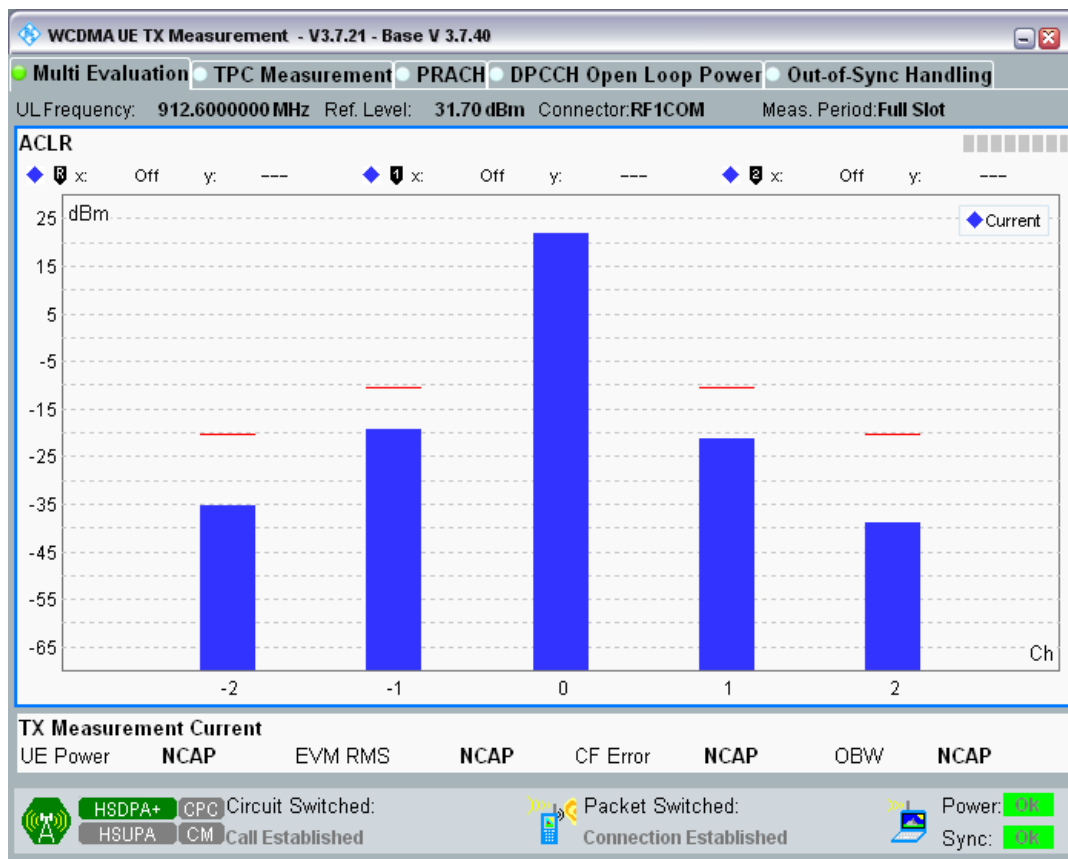 WCDMA UE TX Measurement - V3.7.21 - Base V 3.7.40
Multi Evaluation TPC Measurement PRACH DPCCH Open Loop Power Out-of-Sync Handling
UL Frequency: 912.6000000 MHz Ref. Level: 31.70 dBm Connector:RF1COM Meas. Period:Full Slot
ACLR
R x: Off y: --- 1 x: Off y: --- 2 x: Off y: ---
dBm
Current
25
15
5
-5
-15
-25
-35
-45
-55
-65
Ch
-2 -1 0 1 2
TX Measurement Current
UE Power NCAP EVM RMS NCAP CF Error NCAP OBW NCAP
HSDPA+ CPC Circuit Switched: Packet Switched: Power: OK
HSUPA CM Call Established Connection Established Sync: OK